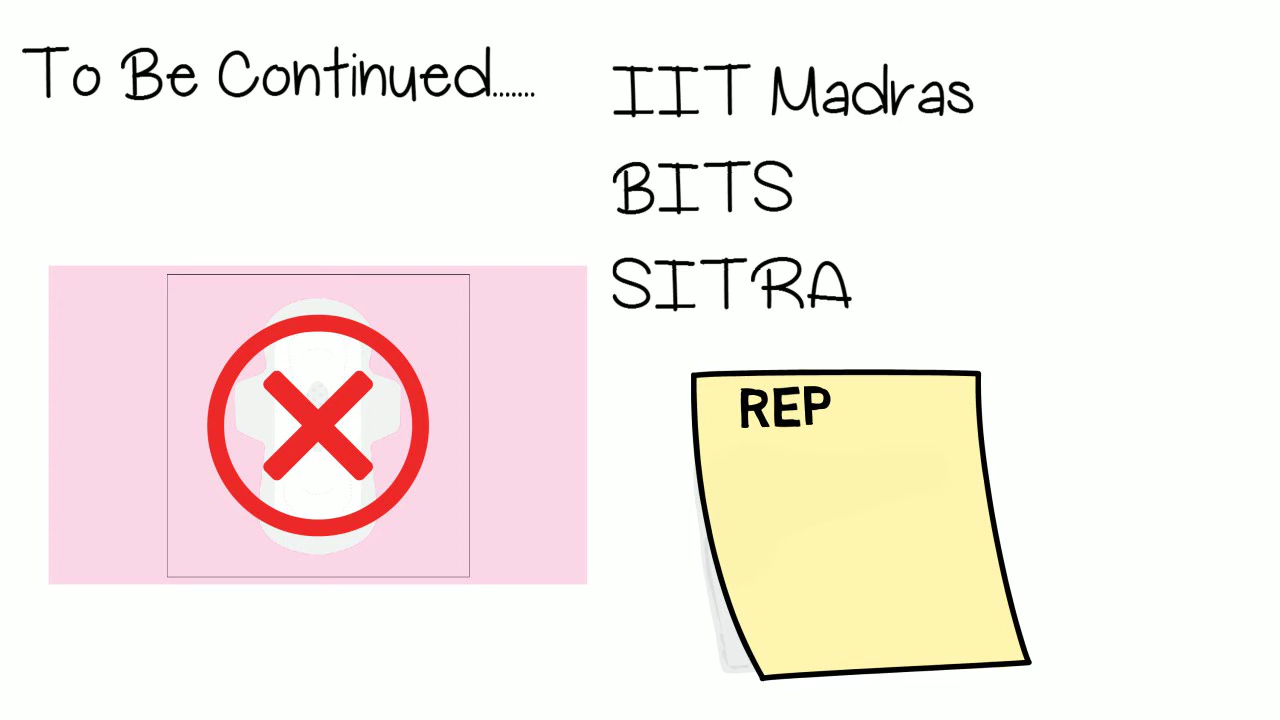 To Be Continued.......
IIT Madras
BITS
SITRA
REP